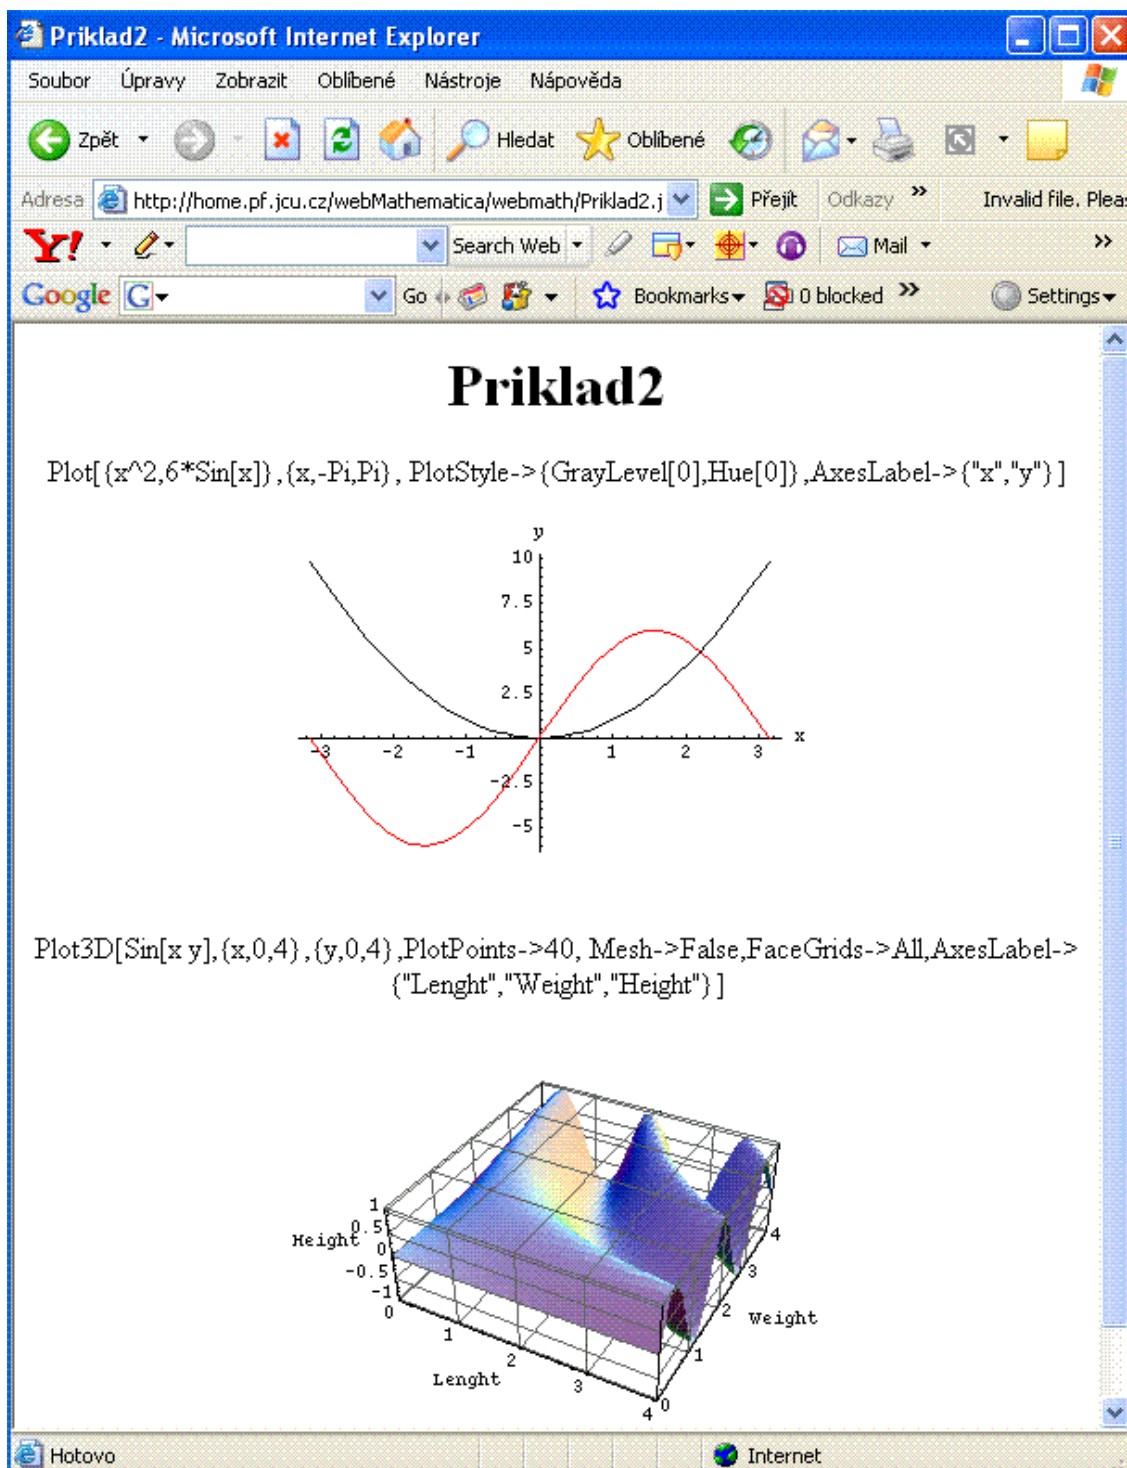 Priklad2 - Microsoft Internet Explorer
Soubor Úpravy Zobrazit Oblíbené Nástroje Nápověda
Zpět Hledat Oblíbené
Adresa http://home.pf.jcu.cz/webMathematica/webmath/Priklad2.j Přejít Odkazy » Invalid file. Pleas
Y! Search Web Mail »
Google G Go Bookmarks 0 blocked » Settings
Priklad2
Plot[{x^2,6*Sin[x]},{x,-Pi,Pi}, PlotStyle->{GrayLevel[0],Hue[0]},AxesLabel->{"x","y"}]
y
10
7.5
5
2.5
-3 -2 -1 1 2 3 x
-2.5
-5
Plot3D[Sin[x y],{x,0,4},{y,0,4},PlotPoints->40, Mesh->False,FaceGrids->All,AxesLabel->
{"Lenght","Weight","Height"}]
1
0.5
Height 0
-0.5
-1
0 1 2 3 4
Lenght
0 1 2 3 4
Weight
Hotovo Internet